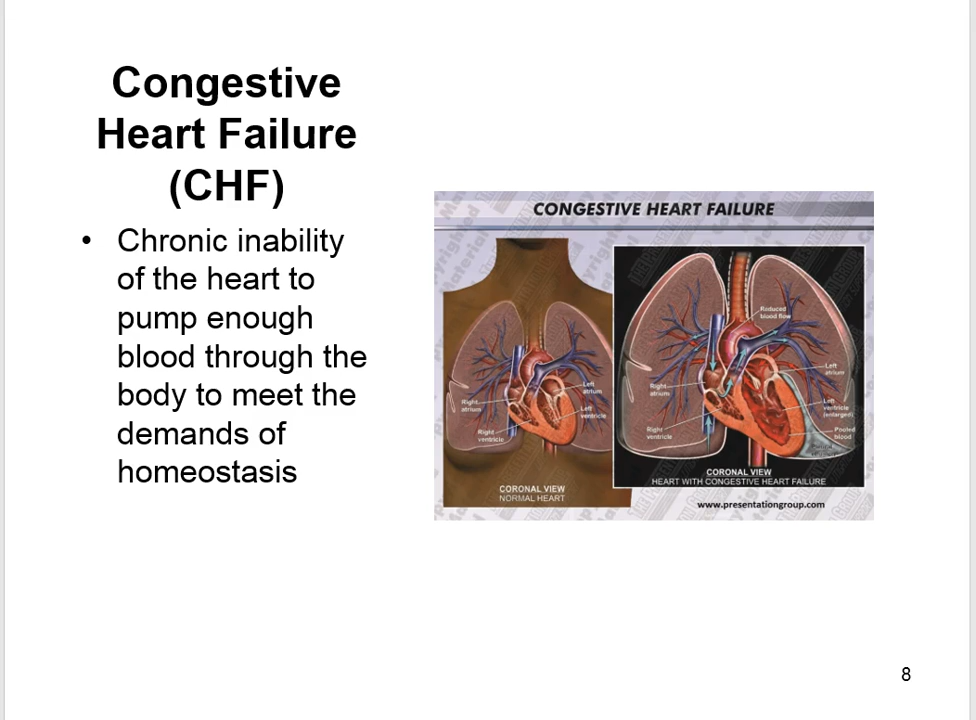 Congestive
Heart Failure
(CHF)
• Chronic inability
of the heart to
pump enough
blood through the
body to meet the
demands of
homeostasis
CONGESTIVE HEART FAILURE
Right
atrium
Right
ventricle
Left
atrium
Left
ventricle
CORONAL VIEW
NORMAL HEART
Reduced
blood flow
Right
atrium
Right
ventricle
Left
atrium
Left
ventricle
(enlarged)
Pooled
blood
CORONAL VIEW
HEART WITH CONGESTIVE HEART FAILURE
www.presentationgroup.com
8